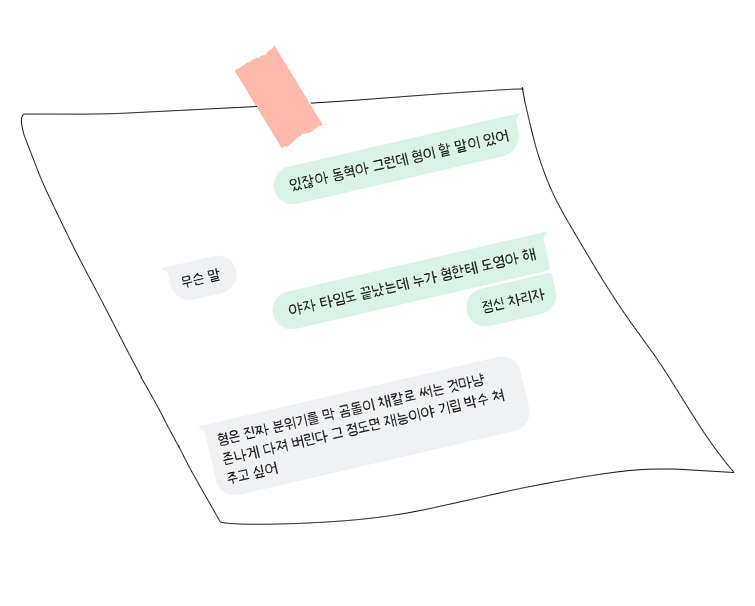 있잖아 동혁아 그런데 형이 할 말이 있어
무슨 말
야자 타임도 끝났는데 누가 형한테 도영아 해
정신 차리자
형은 진짜 분위기를 막 곰돌이 채칼로 써는 것마냥
존나게 다져 버린다 그 정도면 재능이야 기립 박수 쳐
주고 싶어